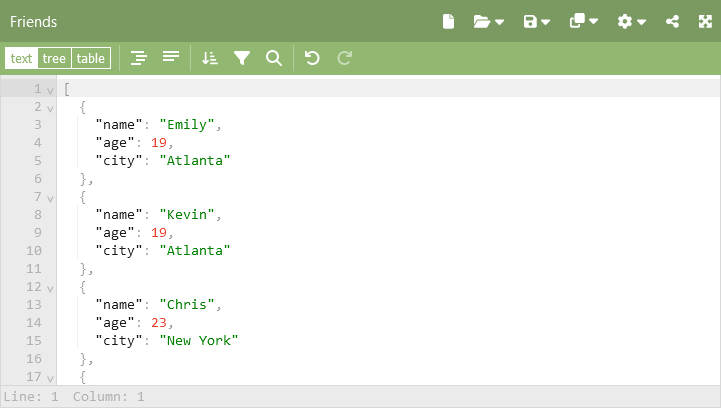 Friends
text tree table
1 [
2 {
3 "name": "Emily",
4 "age": 19,
5 "city": "Atlanta"
6 },
7 {
8 "name": "Kevin",
9 "age": 19,
10 "city": "Atlanta"
11 },
12 {
13 "name": "Chris",
14 "age": 23,
15 "city": "New York"
16 },
17 {
Line: 1 Column: 1